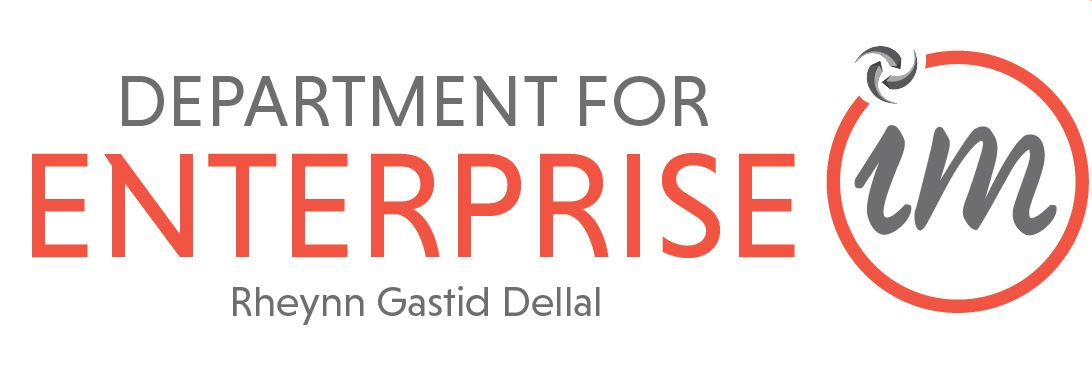 DEPARTMENT FOR
ENTERPRISE
Rheynn Gastid Dellal
im